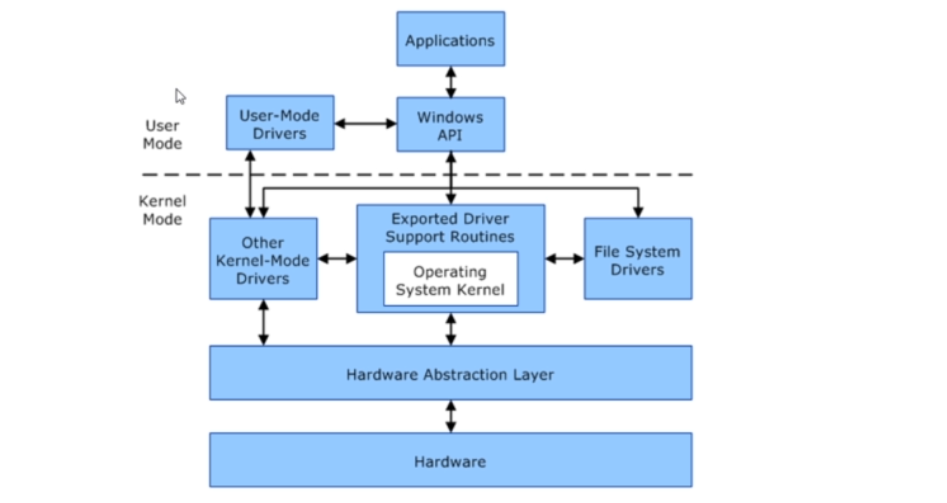 Applications
User-Mode
Drivers
Windows
API
User
Mode
Kernel
Mode
Other
Kernel-Mode
Drivers
Exported Driver
Support Routines
Operating
System Kernel
File System
Drivers
Hardware Abstraction Layer
Hardware